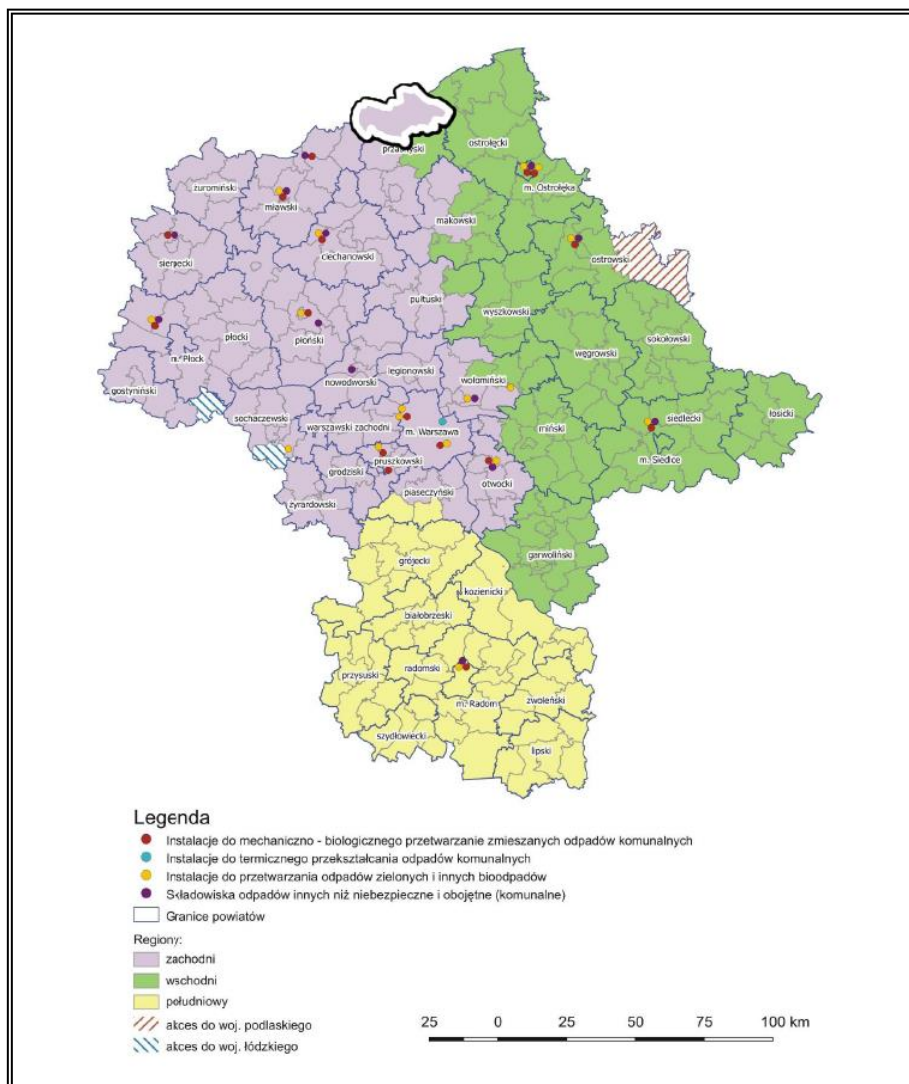 ostrołęcki
przasnyski
m. Ostrołęka
żuromiński
mławski
makowski
ciechanowski
ostrowski
sierpecki
pułtuski
wyszkowski
sokołowski
płocki
płoński
węgrowski
m. Płock
legionowski
nowodworski
wołomiński
gostyniński
sochaczewski
siedlecki
łosicki
warszawski zachodni
m. Warszawa
miński
m. Siedlce
pruszkowski
grodziski
otwocki
piaseczyński
żyrardowski
garwoliński
grójecki
kozienicki
białobrzeski
radomski
przysuski
zwoleński
m. Radom
szydłowiecki
lipski
Legenda
Instalacje do mechaniczno - biologicznego przetwarzanie zmieszanych odpadów komunalnych
Instalacje do termicznego przekształcania odpadów komunalnych
Instalacje do przetwarzania odpadów zielonych i innych bioodpadów
Składowiska odpadów innych niż niebezpieczne i obojętne (komunalne)
Granice powiatów
Regiony:
zachodni
wschodni
południowy
akces do woj. podlaskiego
akces do woj. łódzkiego
25 0 25 50 75 100 km